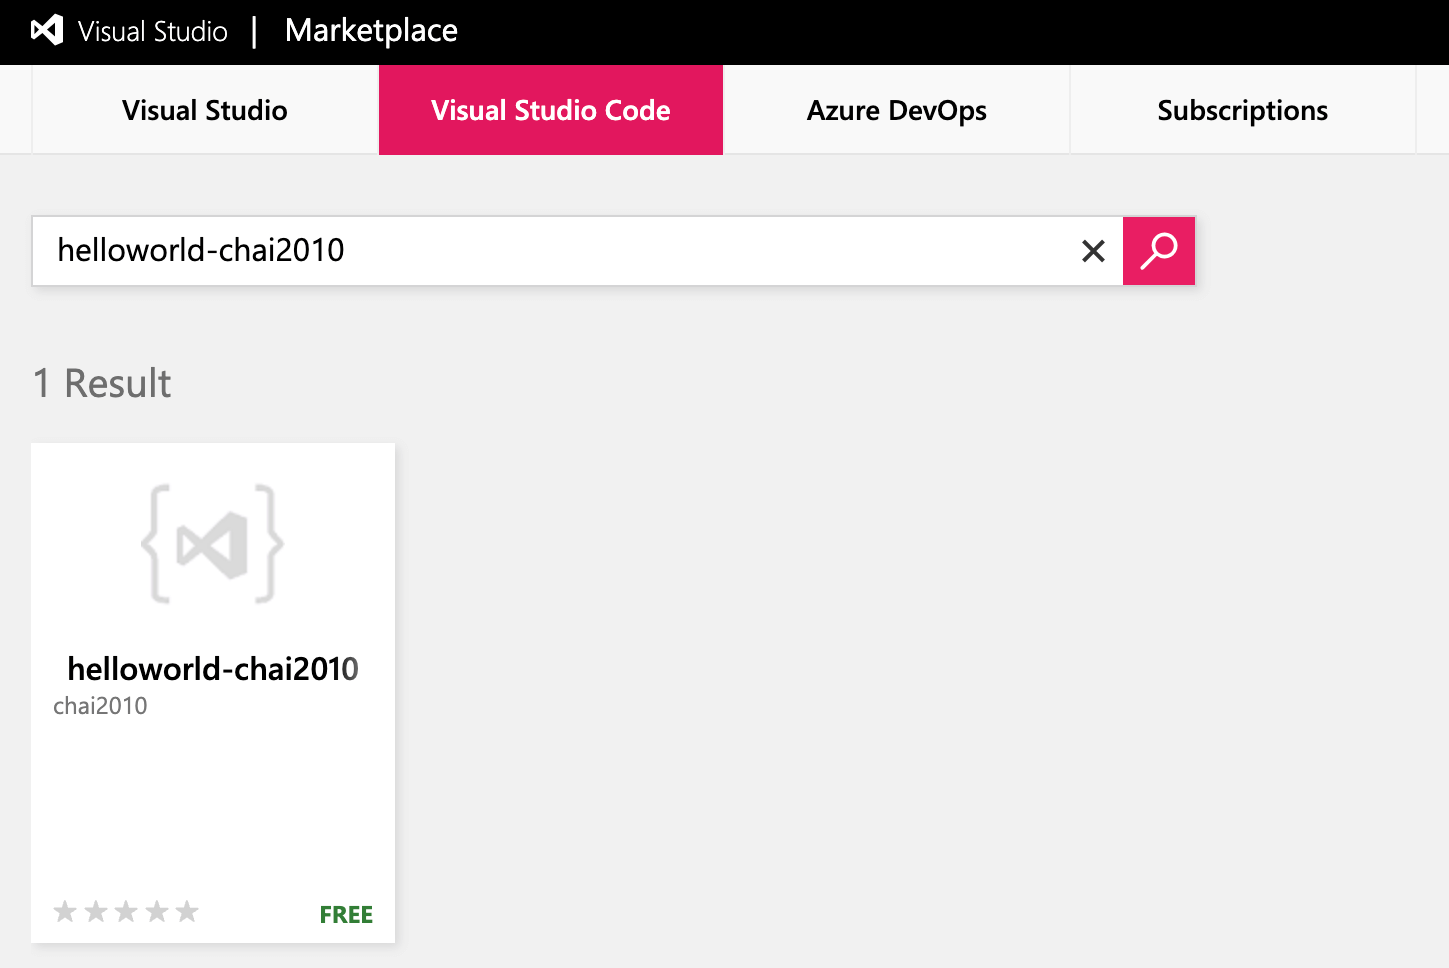 Visual Studio | Marketplace
Visual Studio Visual Studio Code Azure DevOps Subscriptions
helloworld-chai2010
1 Result
helloworld-chai2010
chai2010
FREE